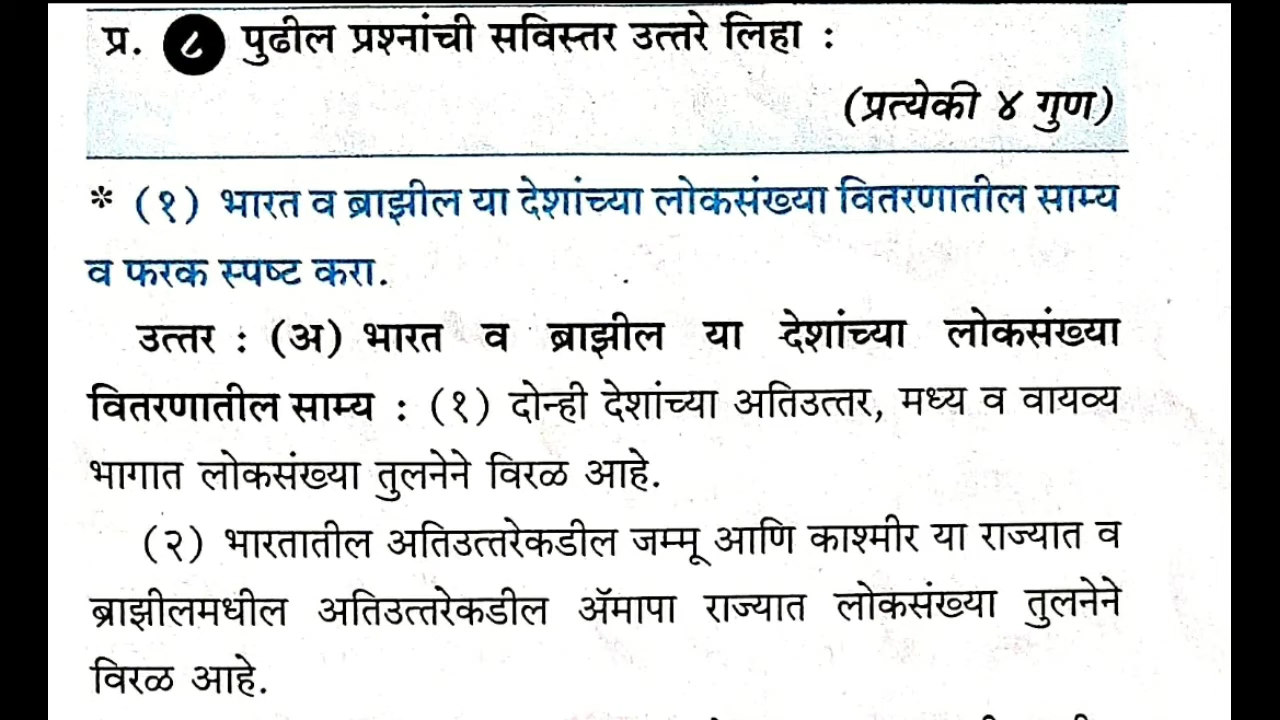 प्र. ८ पुढील प्रश्नांची सविस्तर उत्तरे लिहा :
(प्रत्येकी ४ गुण)
* (१) भारत व ब्राझील या देशांच्या लोकसंख्या वितरणातील साम्य
व फरक स्पष्ट करा.
उत्तर : (अ) भारत व ब्राझील या देशांच्या लोकसंख्या
वितरणातील साम्य : (१) दोन्ही देशांच्या अतिउत्तर, मध्य व वायव्य
भागात लोकसंख्या तुलनेने विरळ आहे.
(२) भारतातील अतिउत्तरेकडील जम्मू आणि काश्मीर या राज्यात व
ब्राझीलमधील अतिउत्तरेकडील ॲमापा राज्यात लोकसंख्या तुलनेने
विरळ आहे.